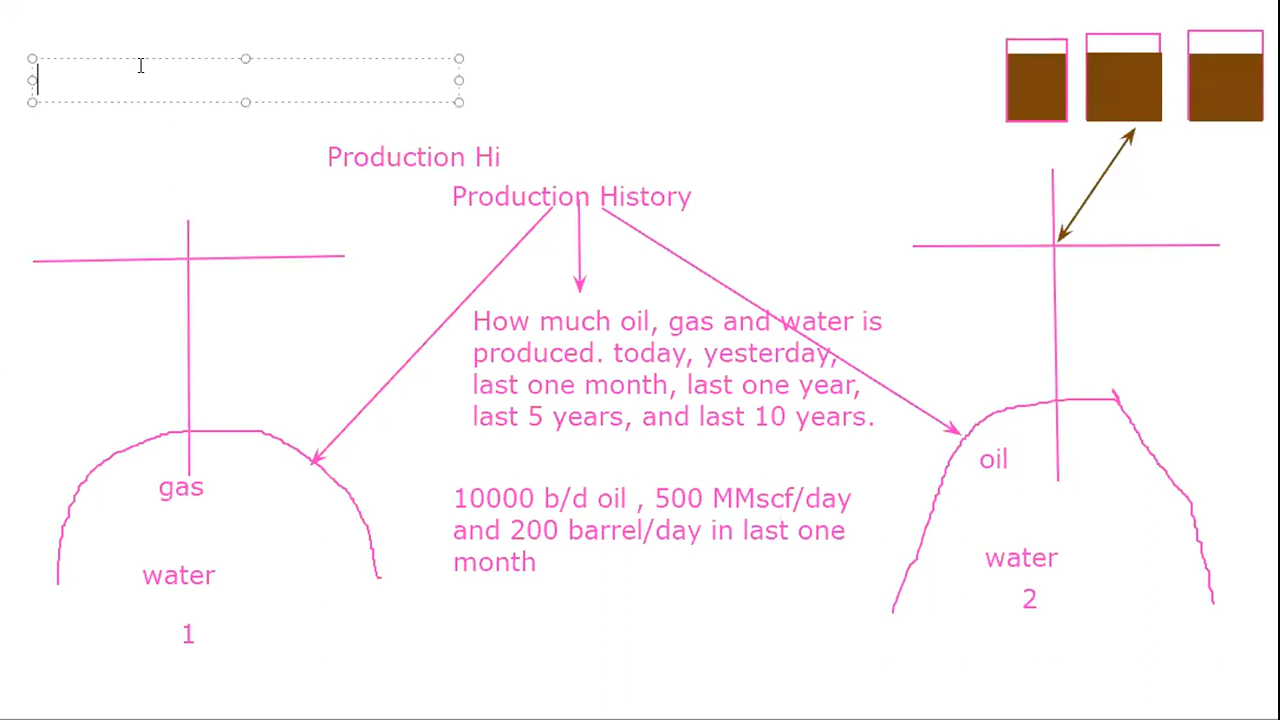 Production Hi
Production History
How much oil, gas and water is
produced. today, yesterday,
last one month, last one year,
last 5 years, and last 10 years.
10000 b/d oil , 500 MMscf/day
and 200 barrel/day in last one
month
gas
water
1
oil
water
2